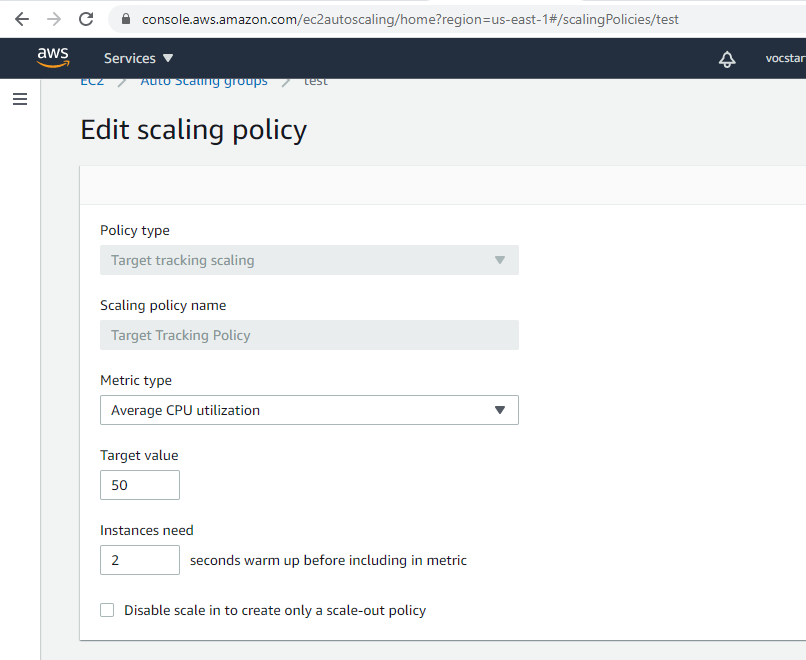 console.aws.amazon.com/ec2autoscaling/home?region=us-east-1#/scalingPolicies/test
aws Services vocstar
EC2 Auto Scaling groups test
Edit scaling policy
Policy type
Target tracking scaling
Scaling policy name
Target Tracking Policy
Metric type
Average CPU utilization
Target value
50
Instances need
2 seconds warm up before including in metric
Disable scale in to create only a scale-out policy